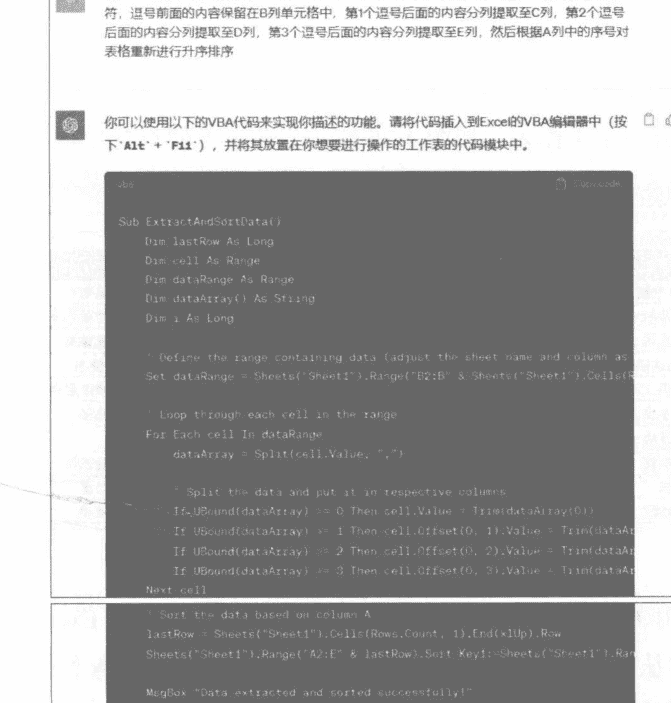 符，逗号前面的内容保留在B列单元格中，第1个逗号后面的内容分列提取至C列，第2个逗号
后面的内容分列提取至D列，第3个逗号后面的内容分列提取至E列，然后根据A列中的序号对
表格重新进行升序排序
你可以使用以下的VBA代码来实现你描述的功能。请将代码插入到Excel的VBA编辑器中（按
下`Alt` + `F11`），并将其放置在你想要进行操作的工作表的代码模块中。
vba Copy code
Sub ExtractAndSortData()
Dim lastRow As Long
Dim cell As Range
Dim dataRange As Range
Dim dataArray() As String
Dim i As Long
' Define the range containing data (adjust the sheet name and column as
Set dataRange = Sheets("Sheet1").Range("B2:B" & Sheets("Sheet1").Cells(R
' Loop through each cell in the range
For Each cell In dataRange
dataArray = Split(cell.Value, ",")
' Split the data and put it in respective columns
If UBound(dataArray) >= 0 Then cell.Value = Trim(dataArray(0))
If UBound(dataArray) >= 1 Then cell.Offset(0, 1).Value = Trim(dataAr
If UBound(dataArray) >= 2 Then cell.Offset(0, 2).Value = Trim(dataAr
If UBound(dataArray) >= 3 Then cell.Offset(0, 3).Value = Trim(dataAr
Next cell
' Sort the data based on column A
lastRow = Sheets("Sheet1").Cells(Rows.Count, 1).End(xlUp).Row
Sheets("Sheet1").Range("A2:E" & lastRow).Sort Key1:=Sheets("Sheet1").Ran
MsgBox "Data extracted and sorted successfully!"